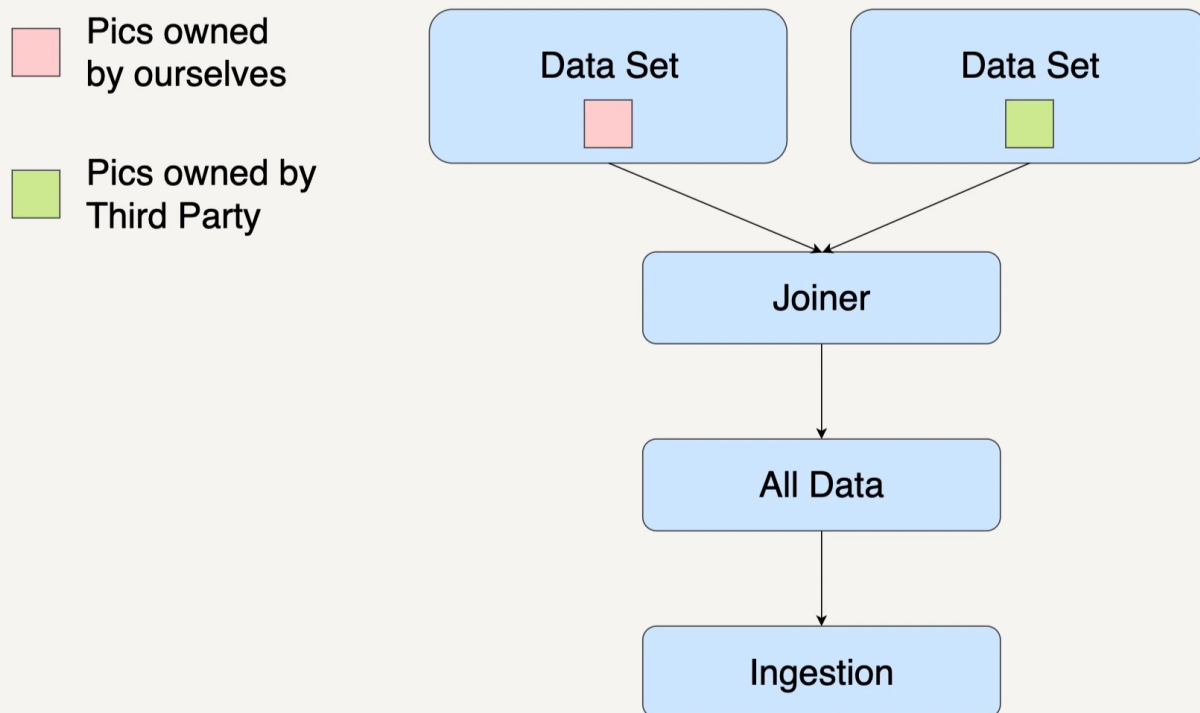 Pics owned
by ourselves
Pics owned by
Third Party
Data Set
Data Set
Joiner
All Data
Ingestion